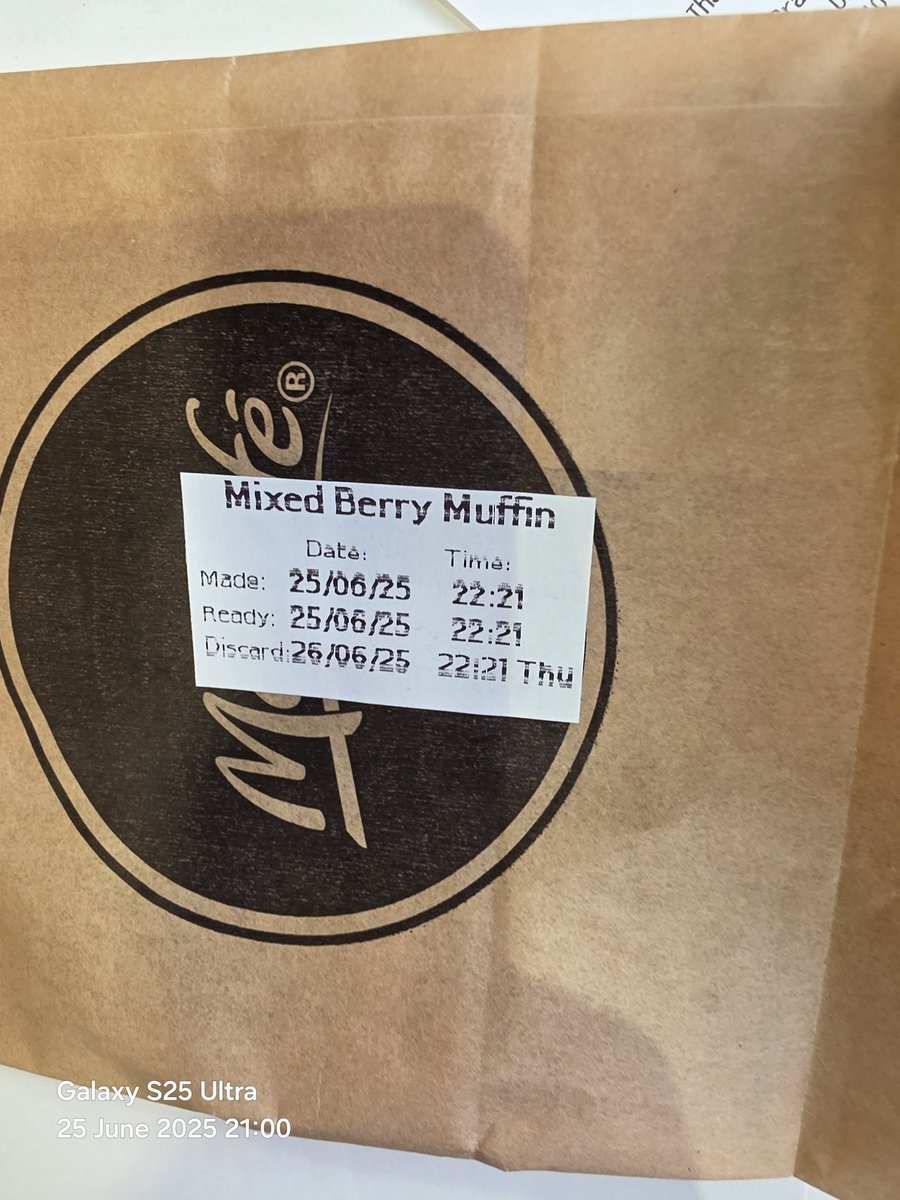 Mixed Berry Muffin
Date: Time:
Made: 25/06/25 22:21
Ready: 25/06/25 22:21
Discard: 26/06/25 22:21 Thu
®
Galaxy S25 Ultra
25 June 2025 21:00